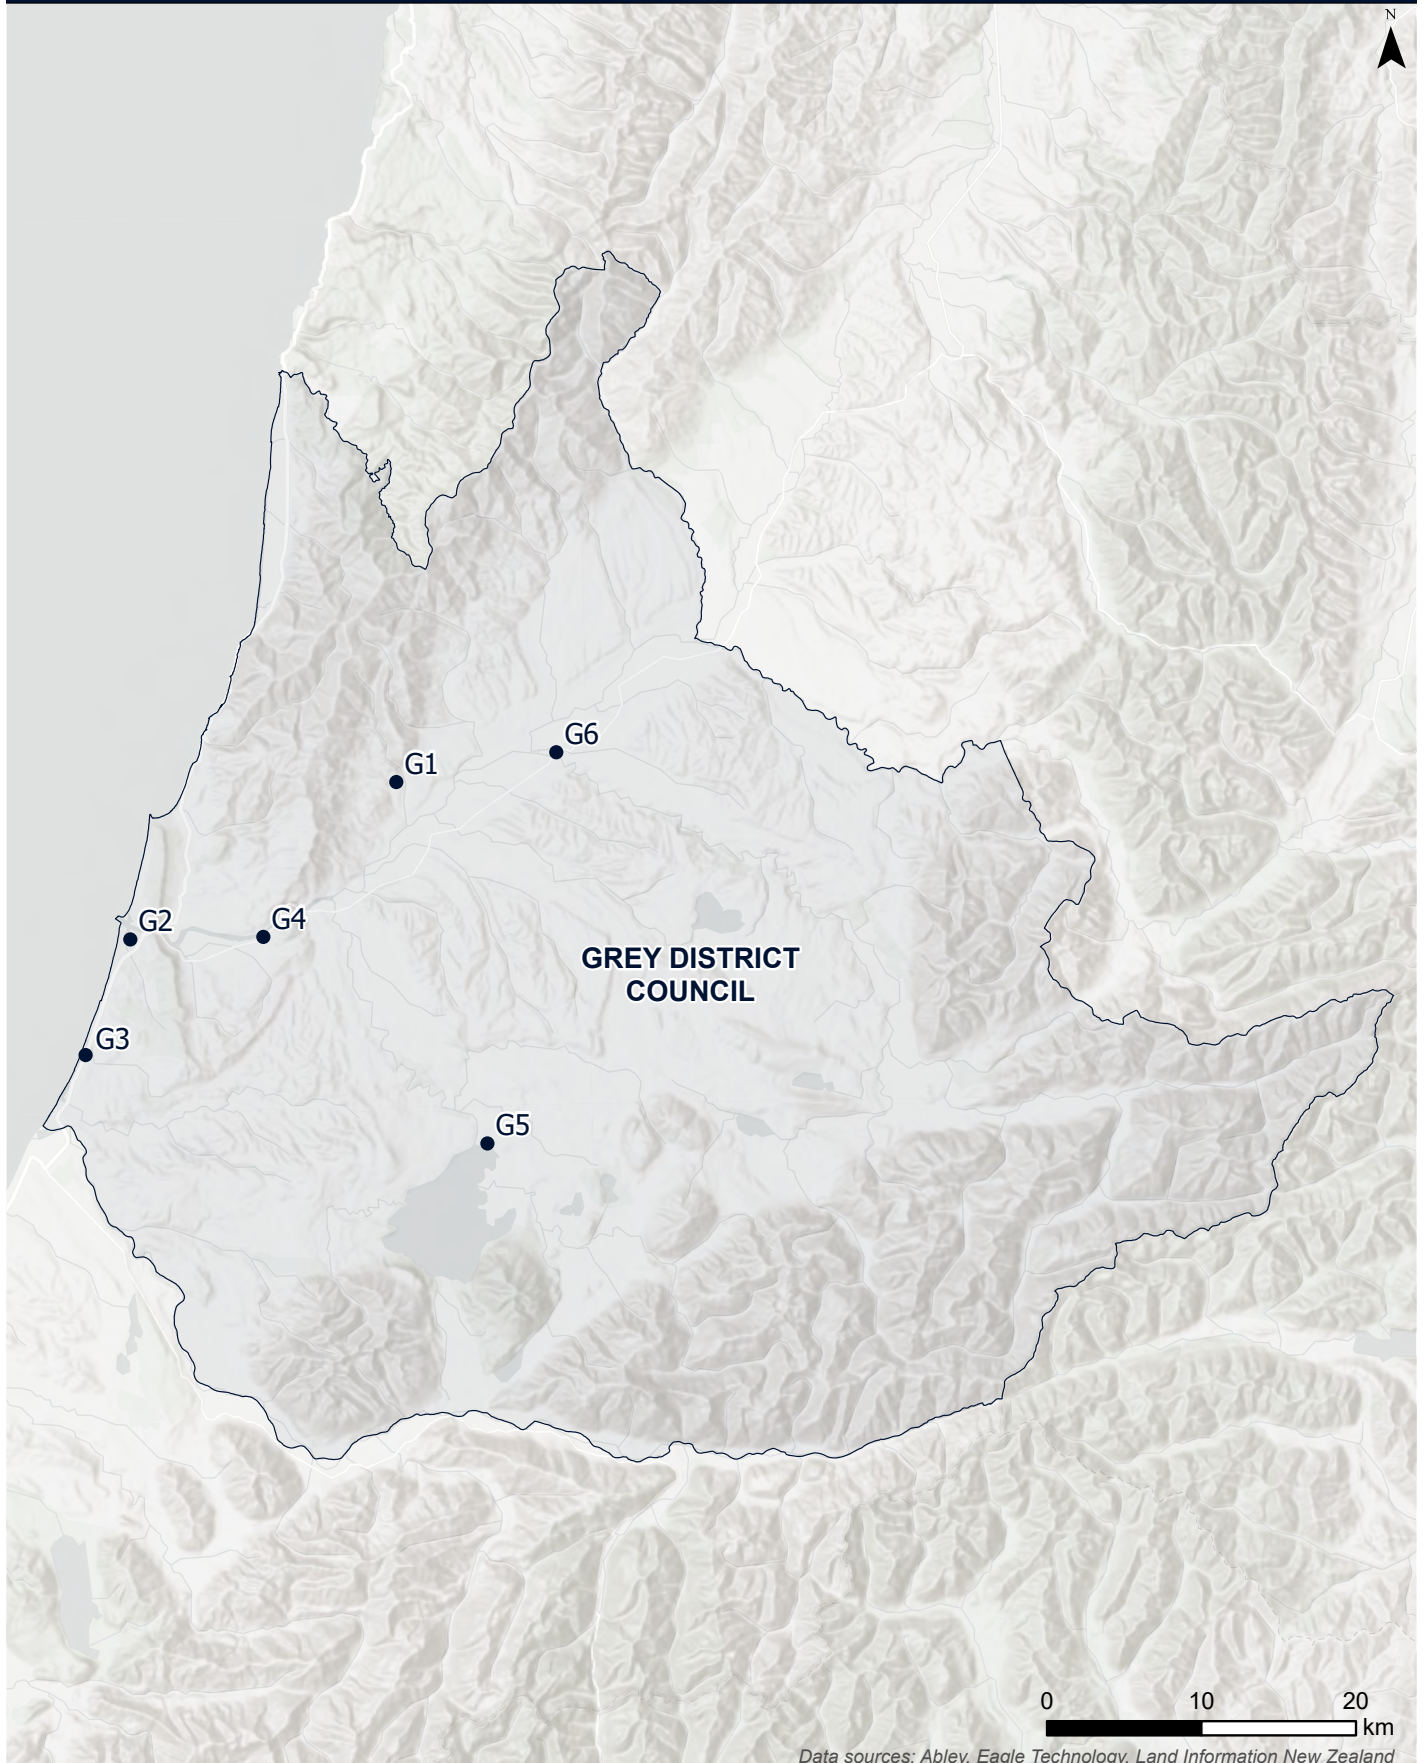 N
G6
G1
G2
G4
GREY DISTRICT
COUNCIL
G3
G5
0 10 20
km
Data sources: Abley, Eagle Technology, Land Information New Zealand